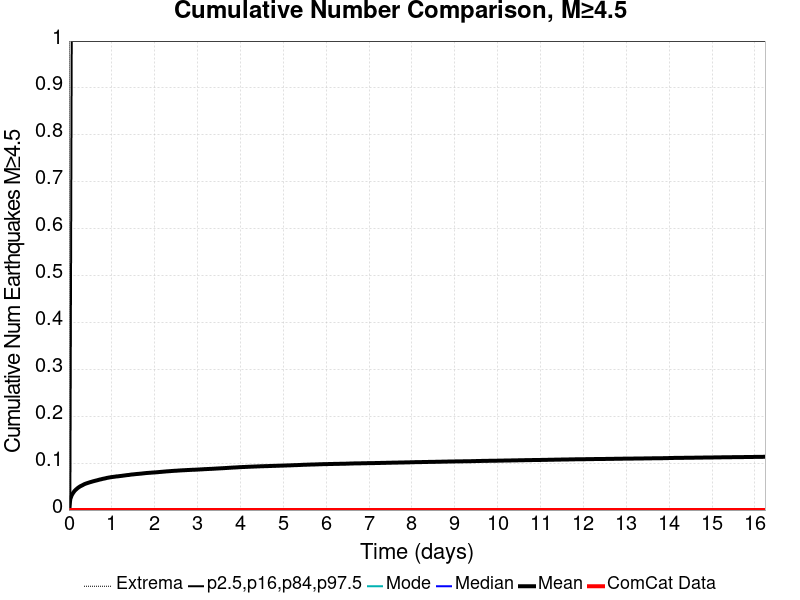 Cumulative Number Comparison, M≥4.5
Cumulative Num Earthquakes M≥4.5
1
0.9
0.8
0.7
0.6
0.5
0.4
0.3
0.2
0.1
0
0 1 2 3 4 5 6 7 8 9 10 11 12 13 14 15 16
Time (days)
Extrema p2.5,p16,p84,p97.5 Mode Median Mean ComCat Data